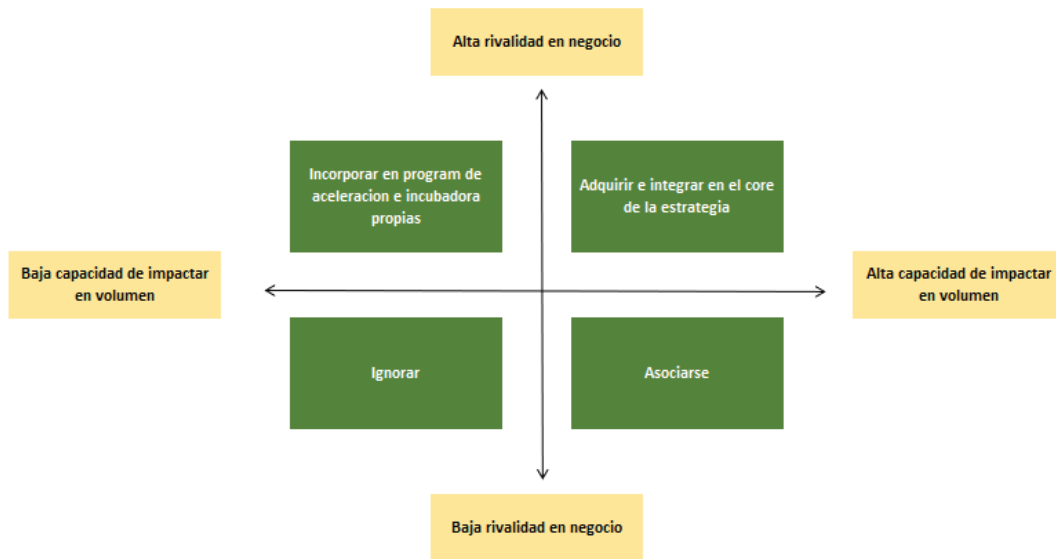 Alta rivalidad en negocio
Incorporar en program de
aceleracion e incubadora
propias
Adquirir e integrar en el core
de la estrategia
Baja capacidad de impactar
en volumen
Alta capacidad de impactar
en volumen
Ignorar
Asociarse
Baja rivalidad en negocio